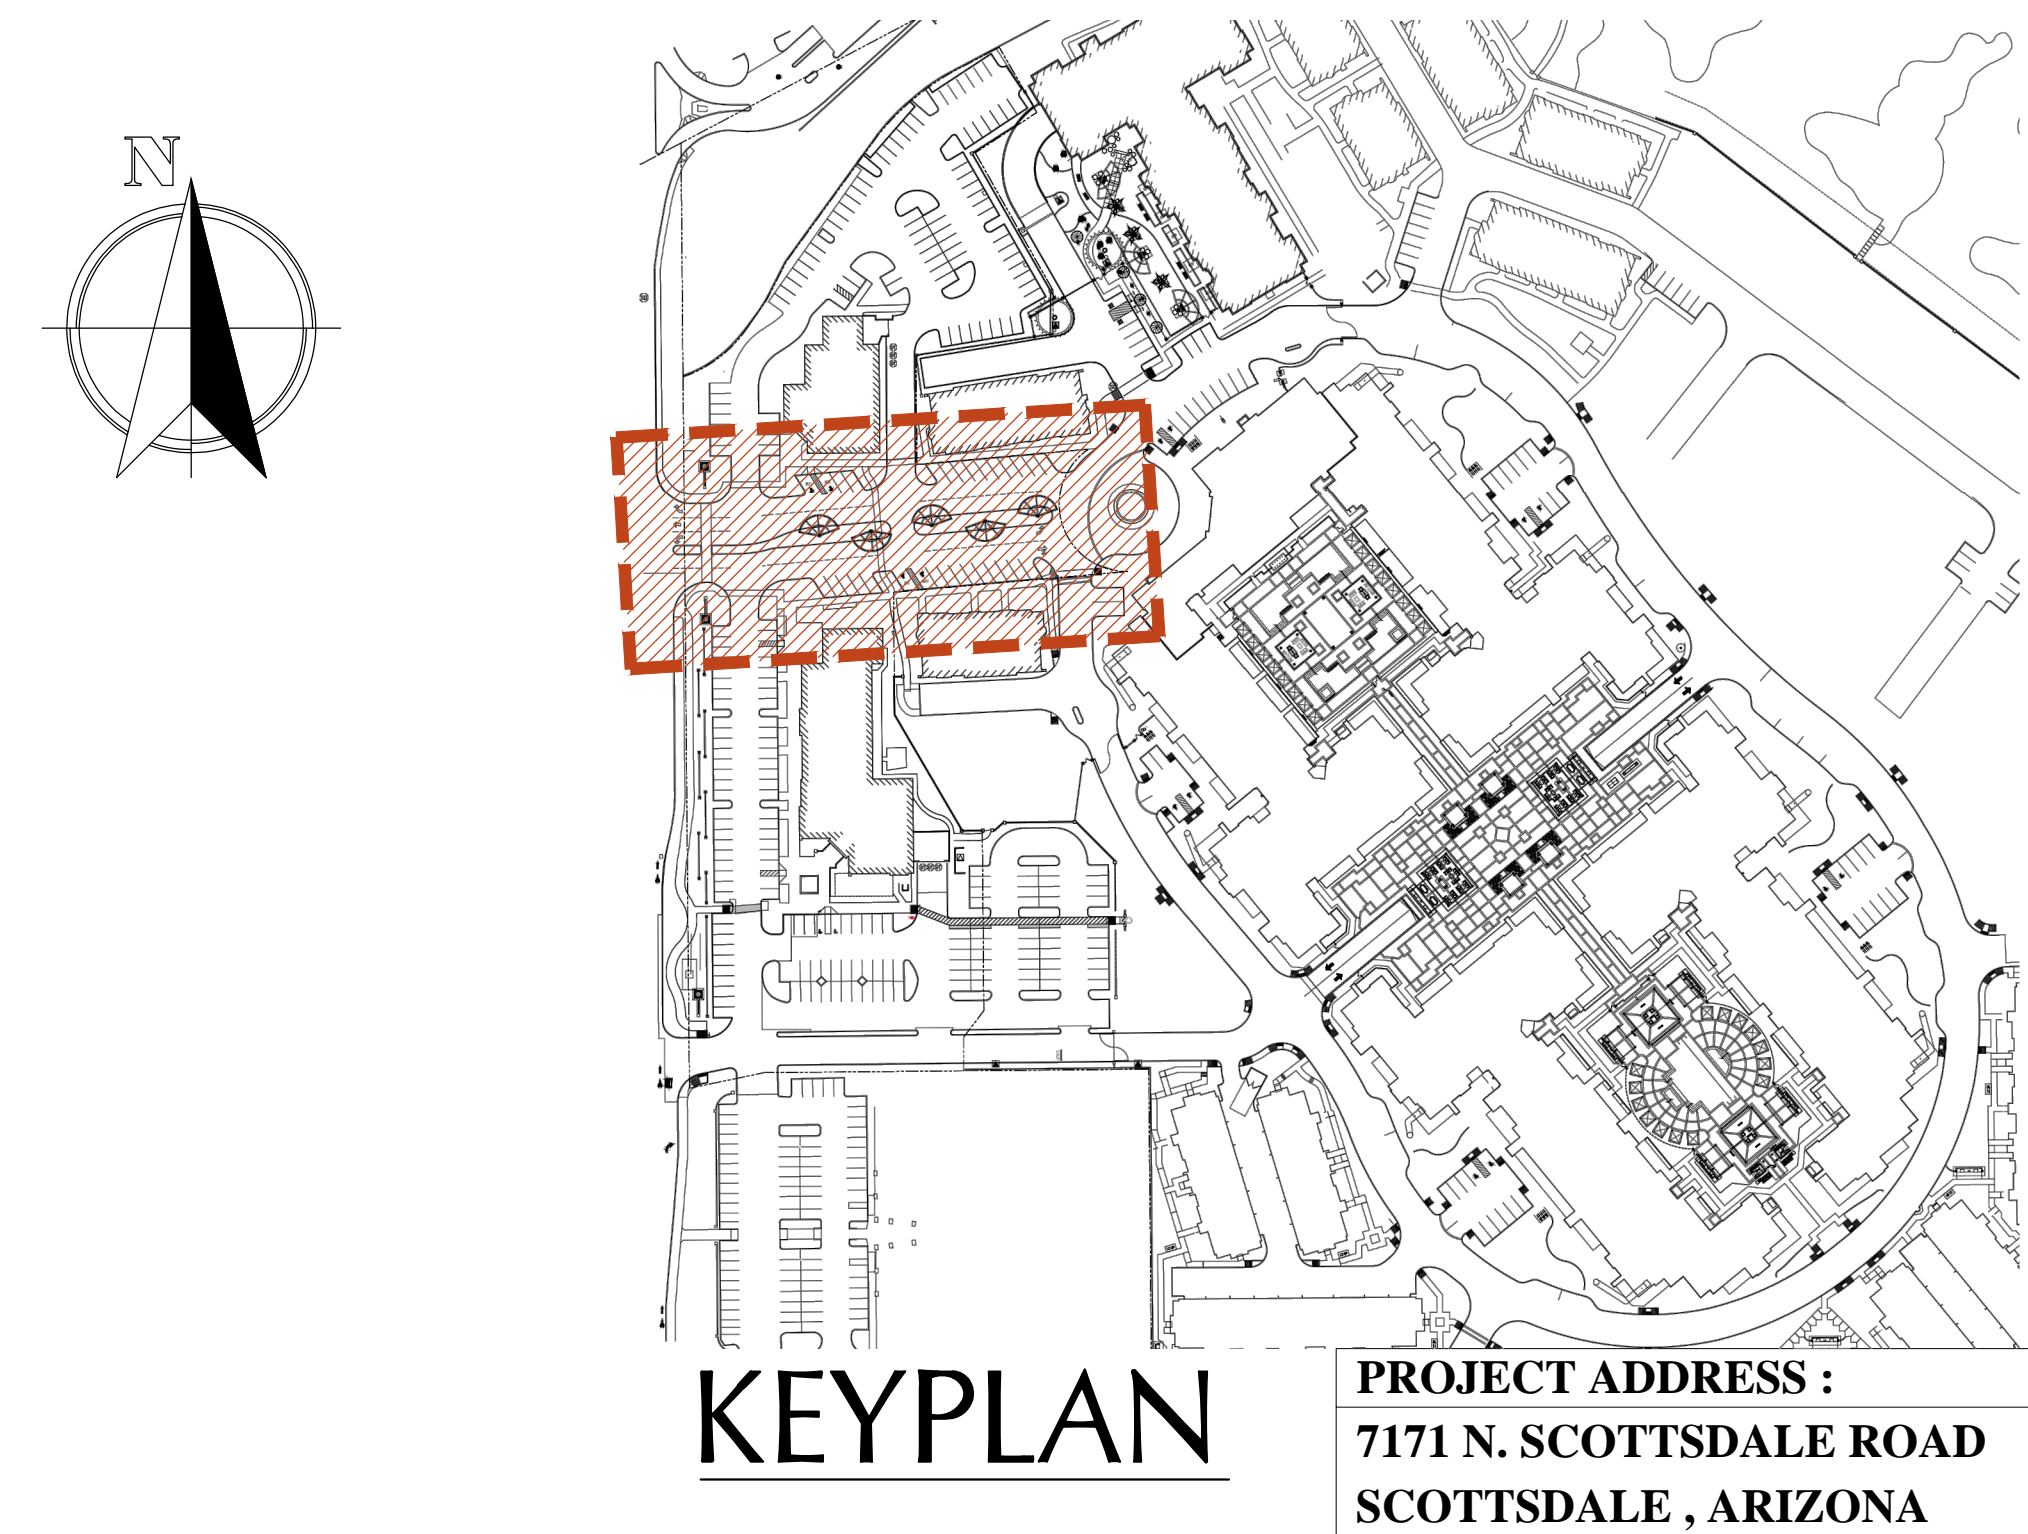 N
KEYPLAN
PROJECT ADDRESS :
7171 N. SCOTTSDALE ROAD
SCOTTSDALE , ARIZONA